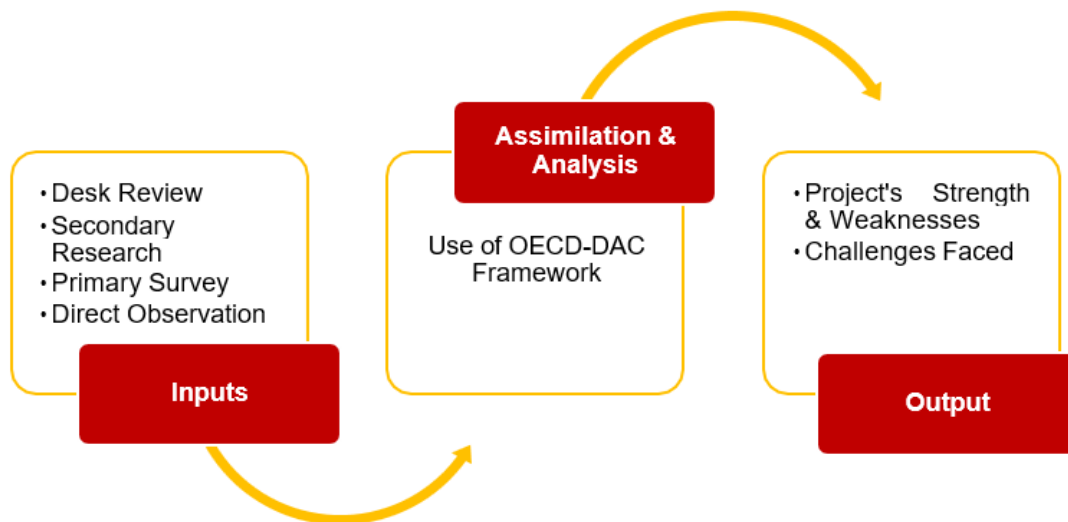 • Desk Review
• Secondary
Research
• Primary Survey
• Direct Observation
Inputs
Assimilation &
Analysis
Use of OECD-DAC
Framework
• Project's Strength
& Weaknesses
• Challenges Faced
Output